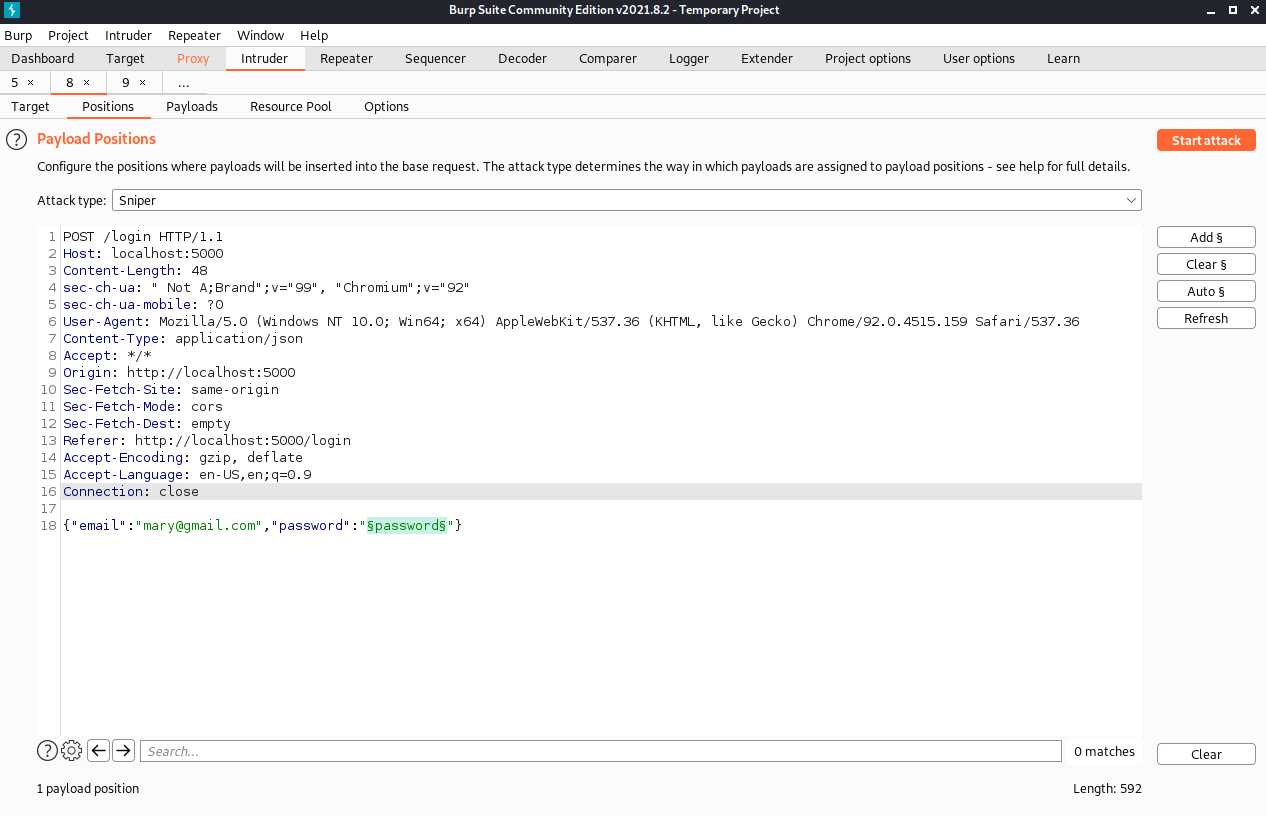 Burp Suite Community Edition v2021.8.2 - Temporary Project
Burp Project Intruder Repeater Window Help
Dashboard Target Proxy Intruder Repeater Sequencer Decoder Comparer Logger Extender Project options User options Learn
5 × 8 × 9 × ...
Target Positions Payloads Resource Pool Options
? Payload Positions Start attack
Configure the positions where payloads will be inserted into the base request. The attack type determines the way in which payloads are assigned to payload positions - see help for full details.
Attack type: Sniper
Add §
Clear §
Auto §
Refresh
1 POST /login HTTP/1.1
2 Host: localhost:5000
3 Content-Length: 48
4 sec-ch-ua: " Not A;Brand";v="99", "Chromium";v="92"
5 sec-ch-ua-mobile: ?0
6 User-Agent: Mozilla/5.0 (Windows NT 10.0; Win64; x64) AppleWebKit/537.36 (KHTML, like Gecko) Chrome/92.0.4515.159 Safari/537.36
7 Content-Type: application/json
8 Accept: */*
9 Origin: http://localhost:5000
10 Sec-Fetch-Site: same-origin
11 Sec-Fetch-Mode: cors
12 Sec-Fetch-Dest: empty
13 Referer: http://localhost:5000/login
14 Accept-Encoding: gzip, deflate
15 Accept-Language: en-US,en;q=0.9
16 Connection: close
17
18 {"email":"mary@gmail.com","password":"§password§"}
? Search... 0 matches Clear
1 payload position Length: 592